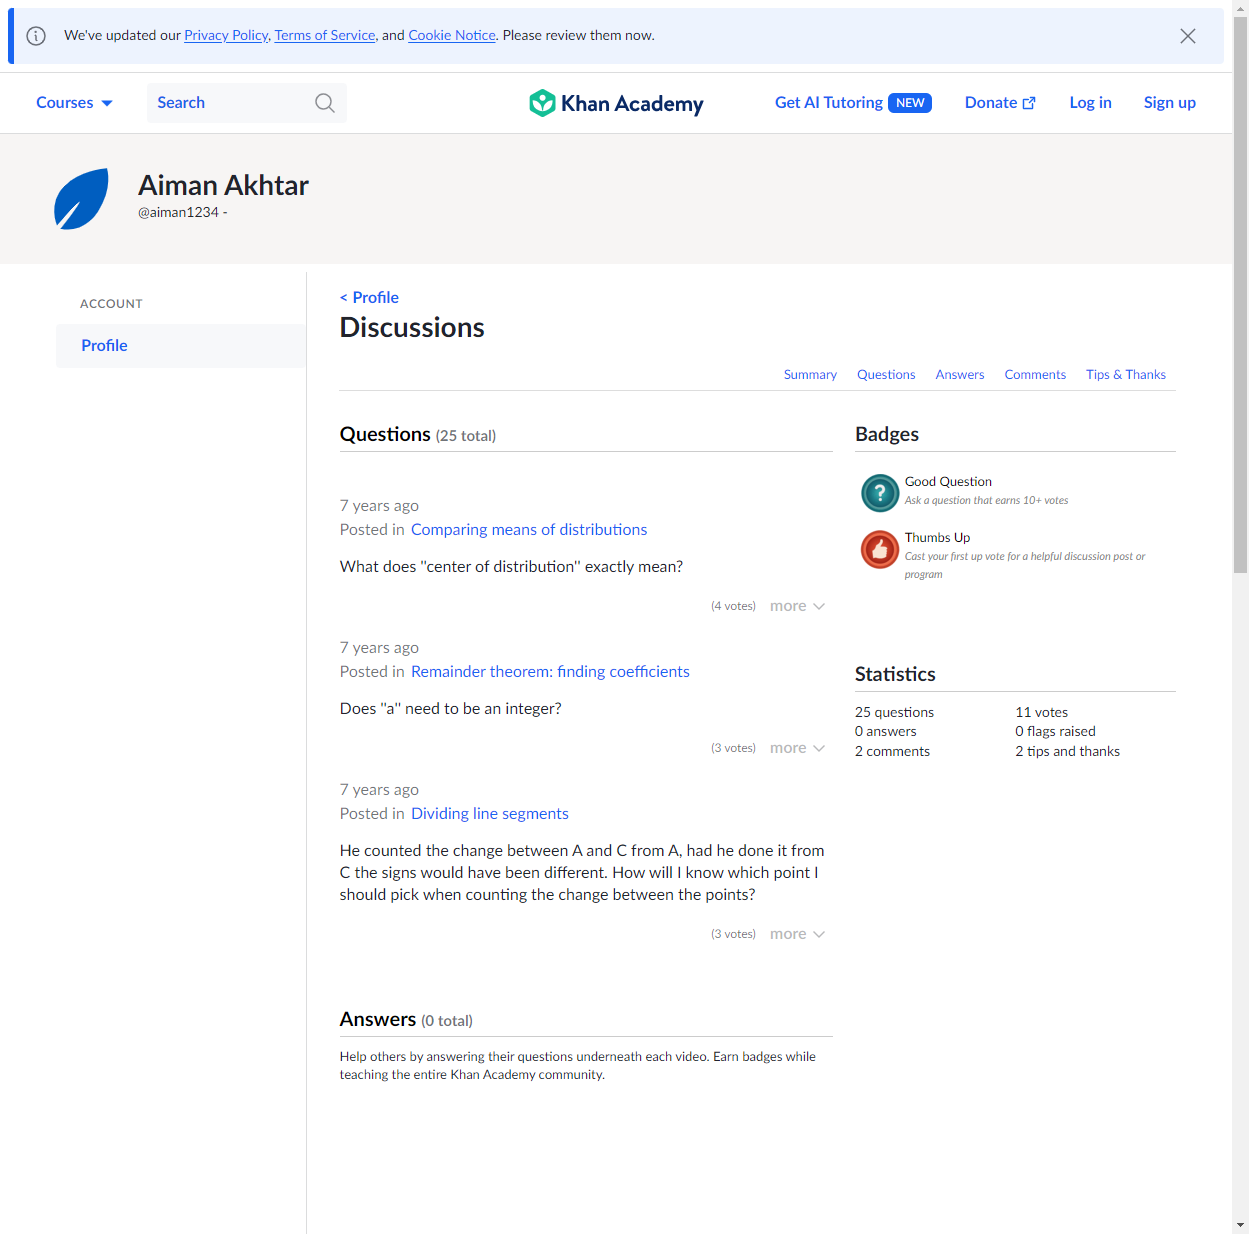 We've updated our Privacy Policy, Terms of Service, and Cookie Notice. Please review them now.
Courses
Search
Khan Academy
Get AI Tutoring NEW
Donate
Log in
Sign up
Aiman Akhtar
@aiman1234 -
ACCOUNT
Profile
< Profile
Discussions
Summary Questions Answers Comments Tips & Thanks
Questions (25 total)
7 years ago
Posted in Comparing means of distributions
What does "center of distribution" exactly mean?
(4 votes) more
7 years ago
Posted in Remainder theorem: finding coefficients
Does "a" need to be an integer?
(3 votes) more
7 years ago
Posted in Dividing line segments
He counted the change between A and C from A, had he done it from
C the signs would have been different. How will I know which point I
should pick when counting the change between the points?
(3 votes) more
Answers (0 total)
Help others by answering their questions underneath each video. Earn badges while
teaching the entire Khan Academy community.
Badges
Good Question
Ask a question that earns 10+ votes
Thumbs Up
Cast your first up vote for a helpful discussion post or
program
Statistics
25 questions
0 answers
2 comments
11 votes
0 flags raised
2 tips and thanks